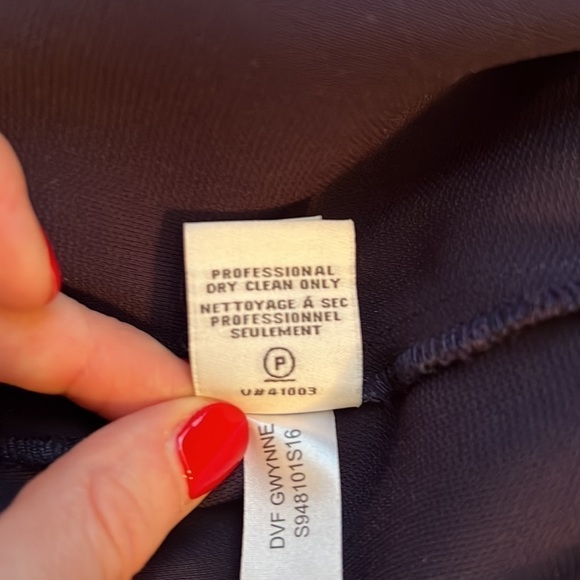 PROFESSIONAL
DRY CLEAN ONLY
NETTOYAGE Á SEC
PROFESSIONNEL
SEULEMENT
P
V#41003
DVF GWYNNE
S948101S16